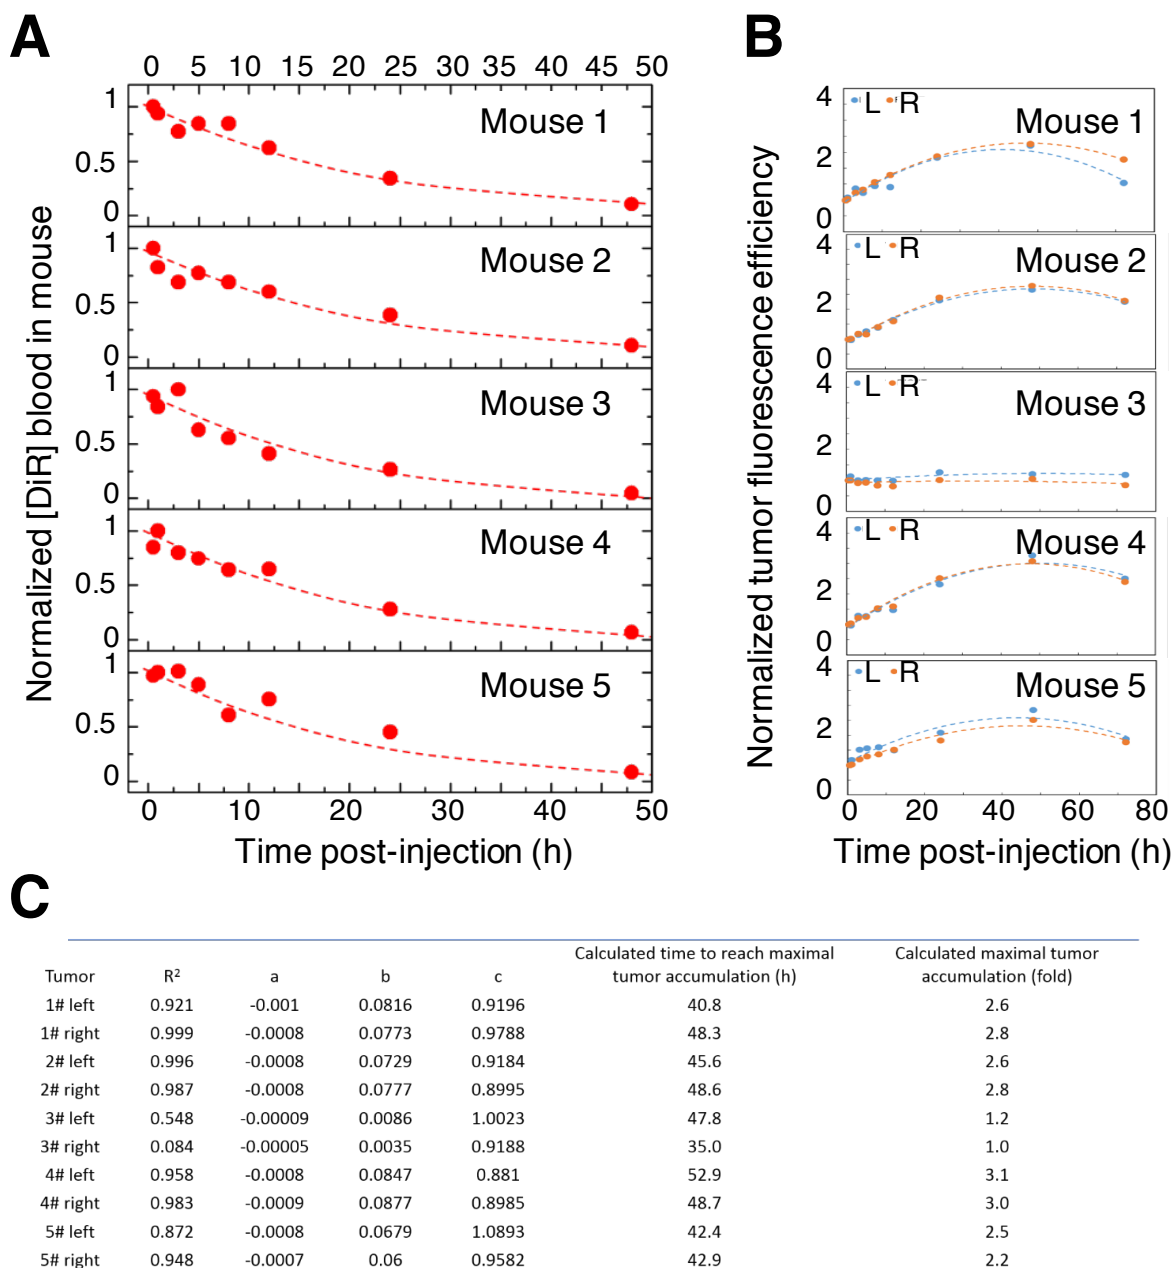 A
0 5 10 15 20 25 30 35 40 45 50
Normalized [DiR] blood in mouse
1
0.5
0
Mouse 1
1
0.5
0
Mouse 2
1
0.5
0
Mouse 3
1
0.5
0
Mouse 4
1
0.5
0
Mouse 5
0 10 20 30 40 50
Time post-injection (h)
B
Normalized tumor fluorescence efficiency
4
2
0
L R
Mouse 1
4
2
0
L R
Mouse 2
4
2
0
L R
Mouse 3
4
2
0
L R
Mouse 4
4
2
0
L R
Mouse 5
0 20 40 60 80
Time post-injection (h)
C
Calculated time to reach maximal Calculated maximal tumor
Tumor R² a b c tumor accumulation (h) accumulation (fold)
1# left 0.921 -0.001 0.0816 0.9196 40.8 2.6
1# right 0.999 -0.0008 0.0773 0.9788 48.3 2.8
2# left 0.996 -0.0008 0.0729 0.9184 45.6 2.6
2# right 0.987 -0.0008 0.0777 0.8995 48.6 2.8
3# left 0.548 -0.00009 0.0086 1.0023 47.8 1.2
3# right 0.084 -0.00005 0.0035 0.9188 35.0 1.0
4# left 0.958 -0.0008 0.0847 0.881 52.9 3.1
4# right 0.983 -0.0009 0.0877 0.8985 48.7 3.0
5# left 0.872 -0.0008 0.0679 1.0893 42.4 2.5
5# right 0.948 -0.0007 0.06 0.9582 42.9 2.2